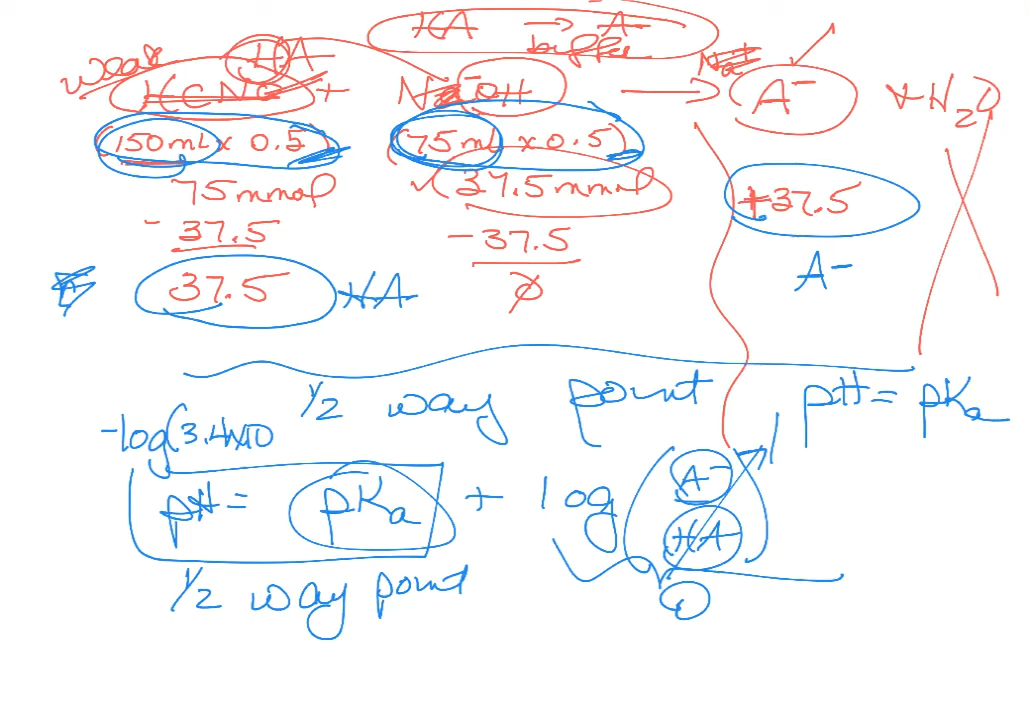 HA → A-
buffer
weak HA
HCNO + NaOH → A- + H2O
(150mL x 0.5) (75mL x 0.5)
75mmol 37.5mmol +37.5
- 37.5 - 37.5 A-
37.5 HA Ø
1/2 way point pH = pKa
-log(3.4x10
pH = pKa + log (A-
HA) 1
1/2 way point